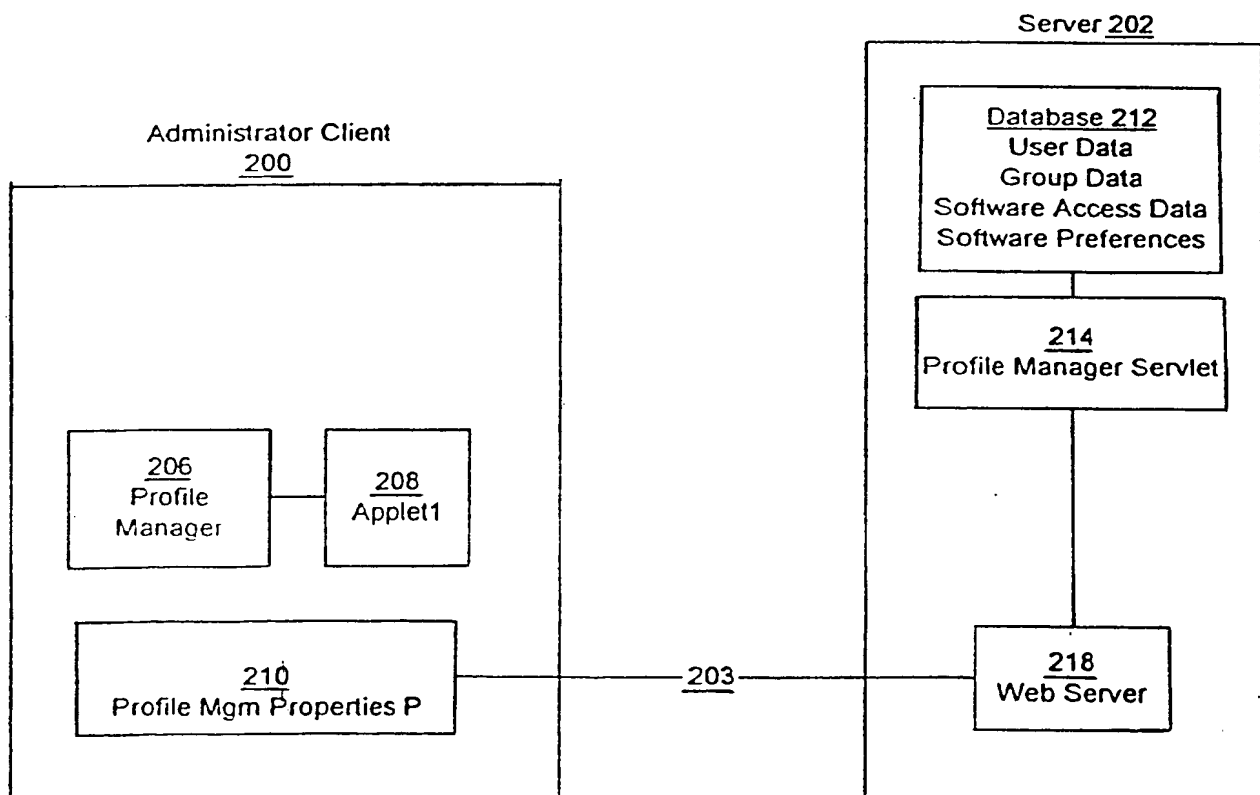 Server 202
Database 212
User Data
Group Data
Software Access Data
Software Preferences
214
Profile Manager Servlet
Administrator Client
200
206
Profile
Manager
208
Applet1
210
Profile Mgm Properties P
203
218
Web Server